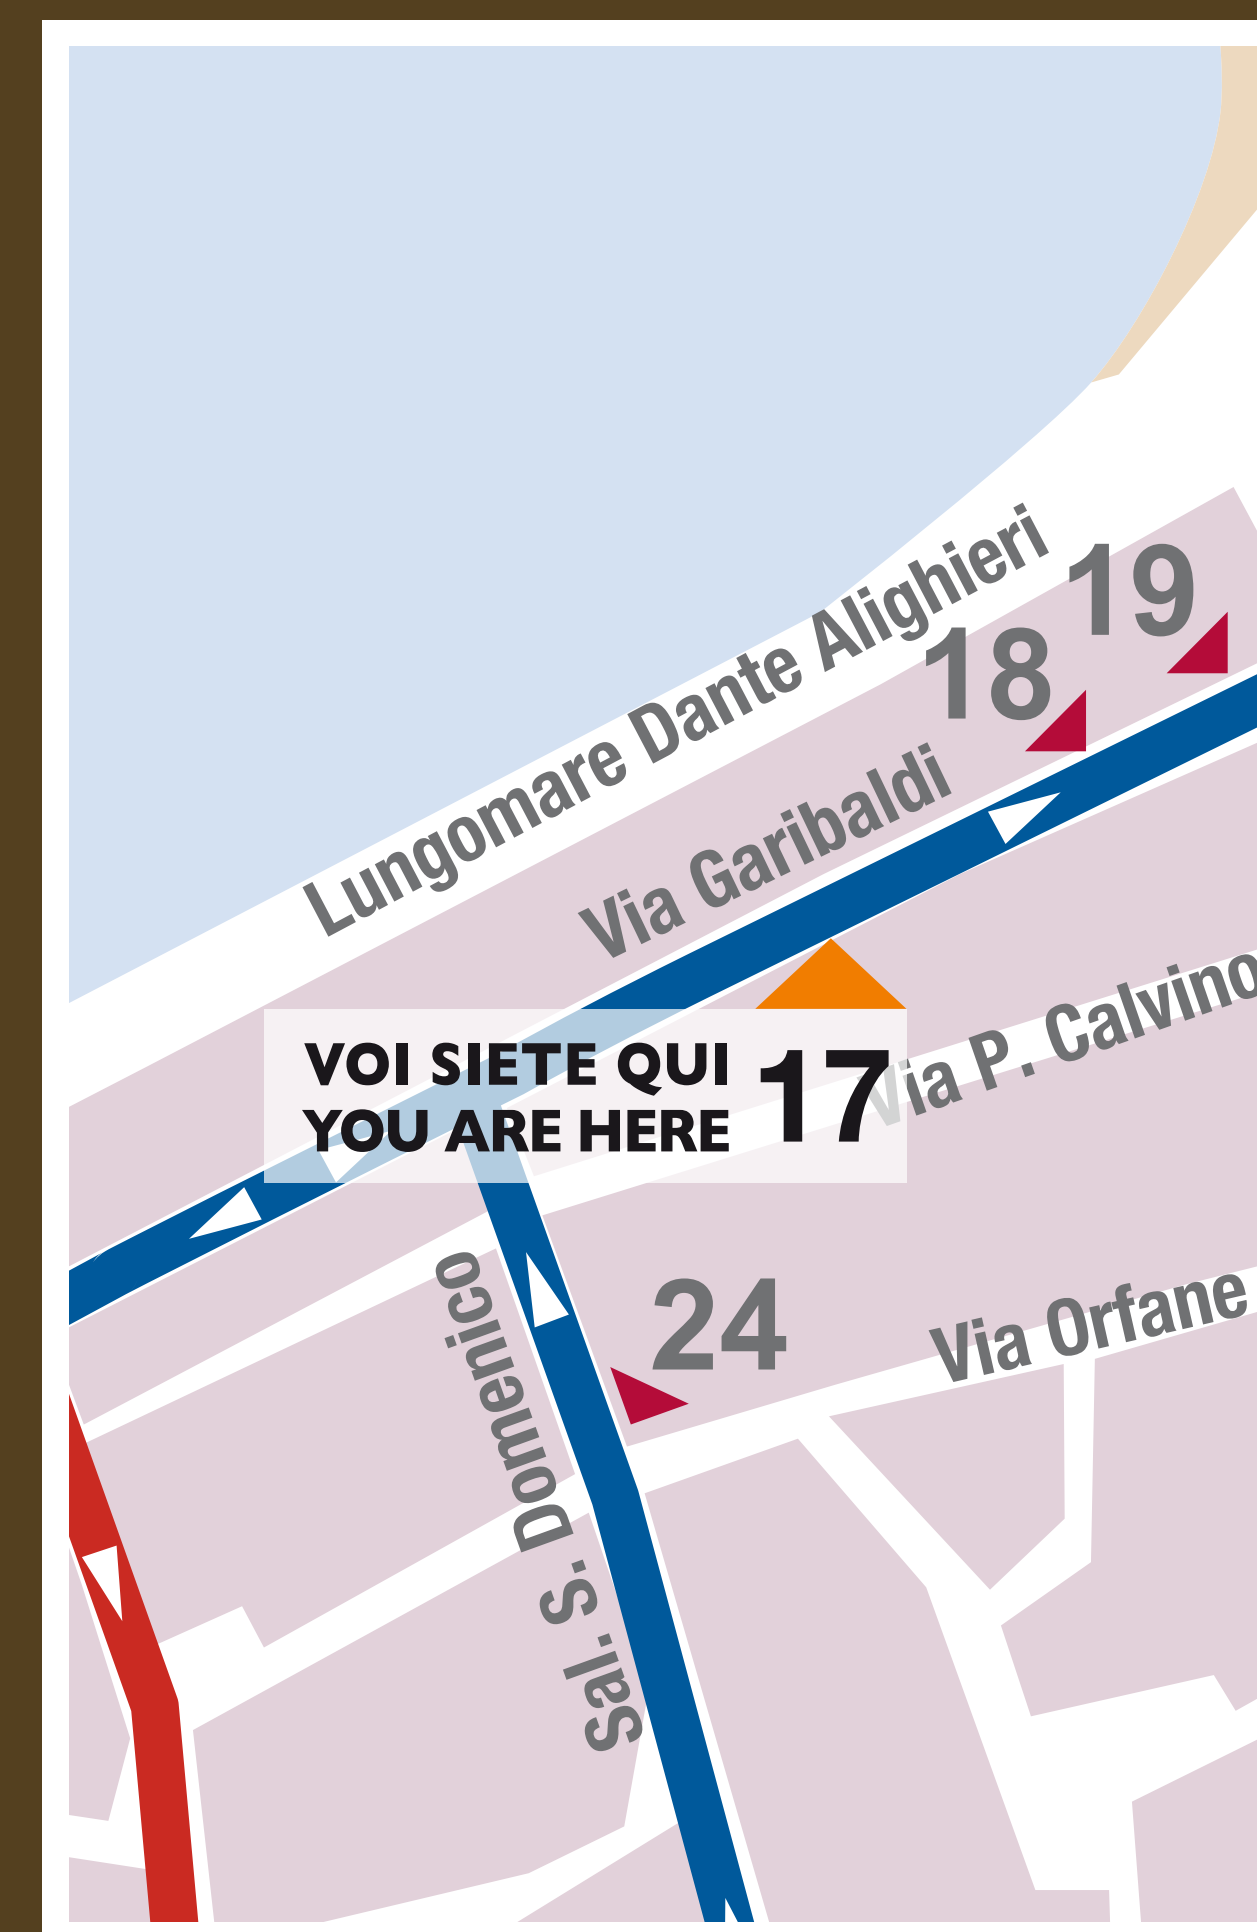 Lungomare Dante Alighieri
19
18
Via Garibaldi
Via P. Calvino
VOI SIETE QUI
YOU ARE HERE
17
24
Via Orfane
Sal. S. Domenico